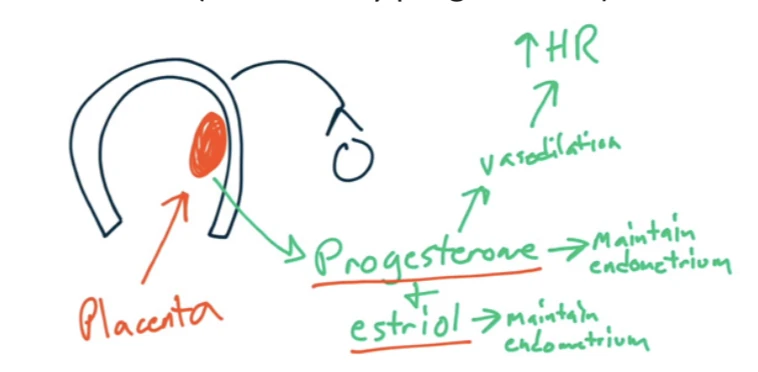 ↑HR
vasodilation
Progesterone → Maintain
endometrium
+
estriol → maintain
endometrium
Placenta